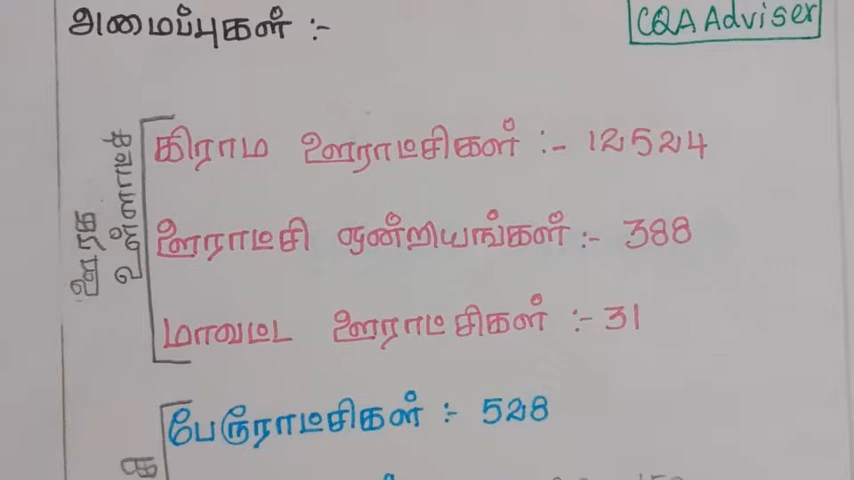 அமைப்புகள் :-
CQA Adviser
ஊரக
உள்ளாட்சி
கிராம ஊராட்சிகள் :- 12524
ஊராட்சி ஒன்றியங்கள் :- 388
மாவட்ட ஊராட்சிகள் :- 31
பேரூராட்சிகள் :- 528